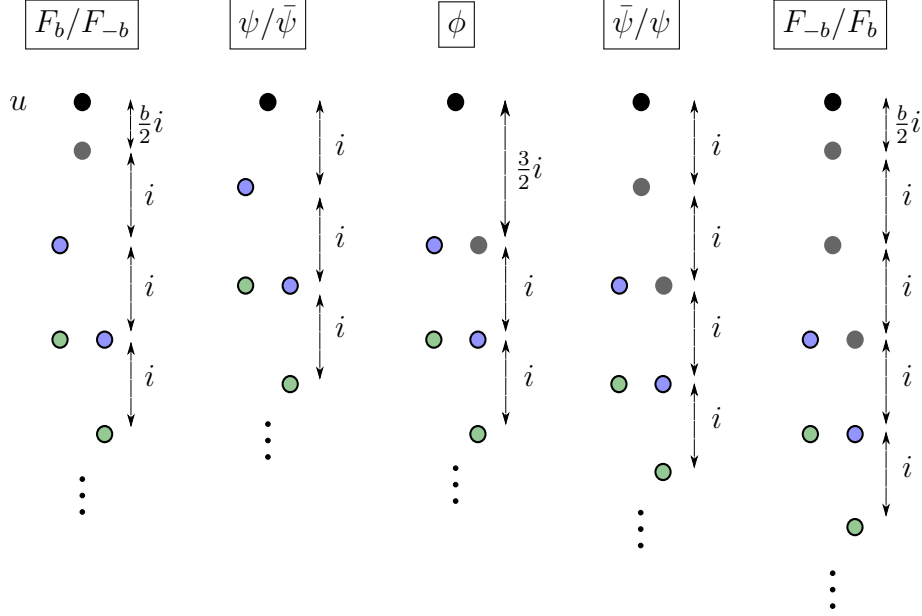 F_b/F_{-b} ψ/ψ̄ φ ψ̄/ψ F_{-b}/F_b
u b/2 i b/2 i
i i
3/2 i
i i
i i i
i i i
i i i
i i
i